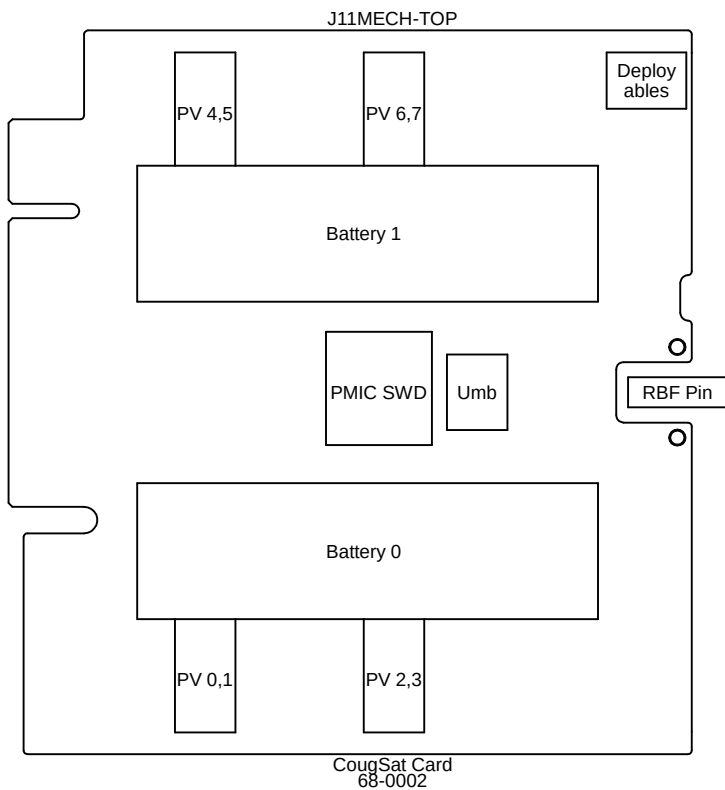 J11MECH-TOP
Deploy
ables
PV 4,5
PV 6,7
Battery 1
PMIC SWD
Umb
RBF Pin
Battery 0
PV 0,1
PV 2,3
CougSat Card
68-0002